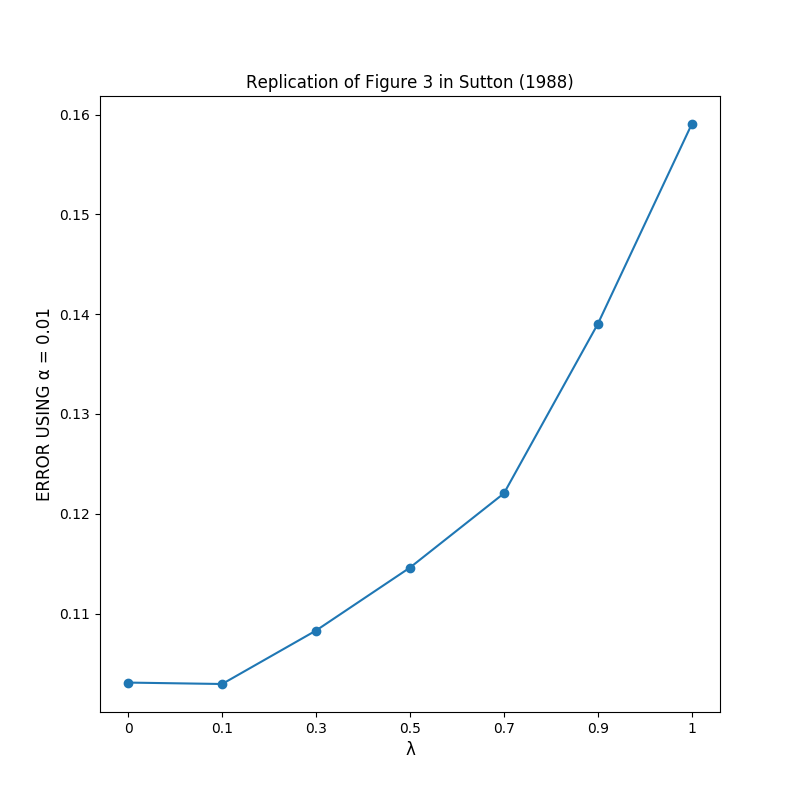 Replication of Figure 3 in Sutton (1988)
0.16
0.15
0.14
0.13
0.12
0.11
ERROR USING α = 0.01
0 0.1 0.3 0.5 0.7 0.9 1
λ